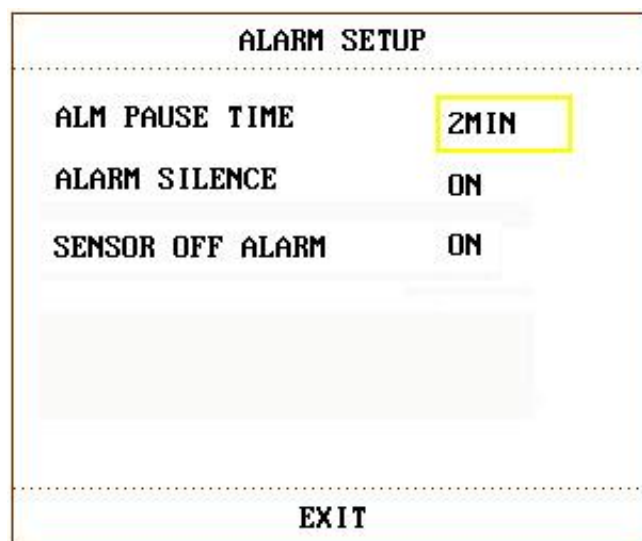 ALARM SETUP
ALM PAUSE TIME 2MIN
ALARM SILENCE ON
SENSOR OFF ALARM ON
EXIT